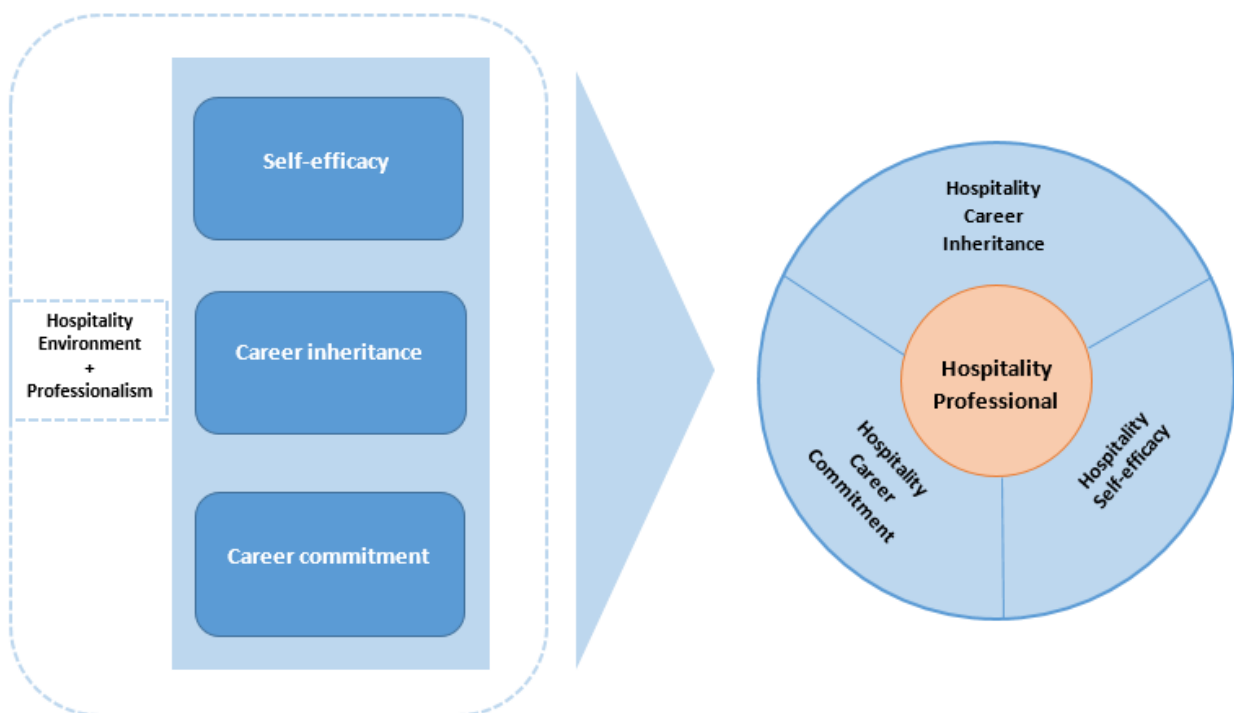 Self-efficacy
Hospitality
Environment
+
Professionalism
Career inheritance
Career commitment
Hospitality
Career
Inheritance
Hospitality
Professional
Hospitality
Career
Commitment
Hospitality
Self-efficacy